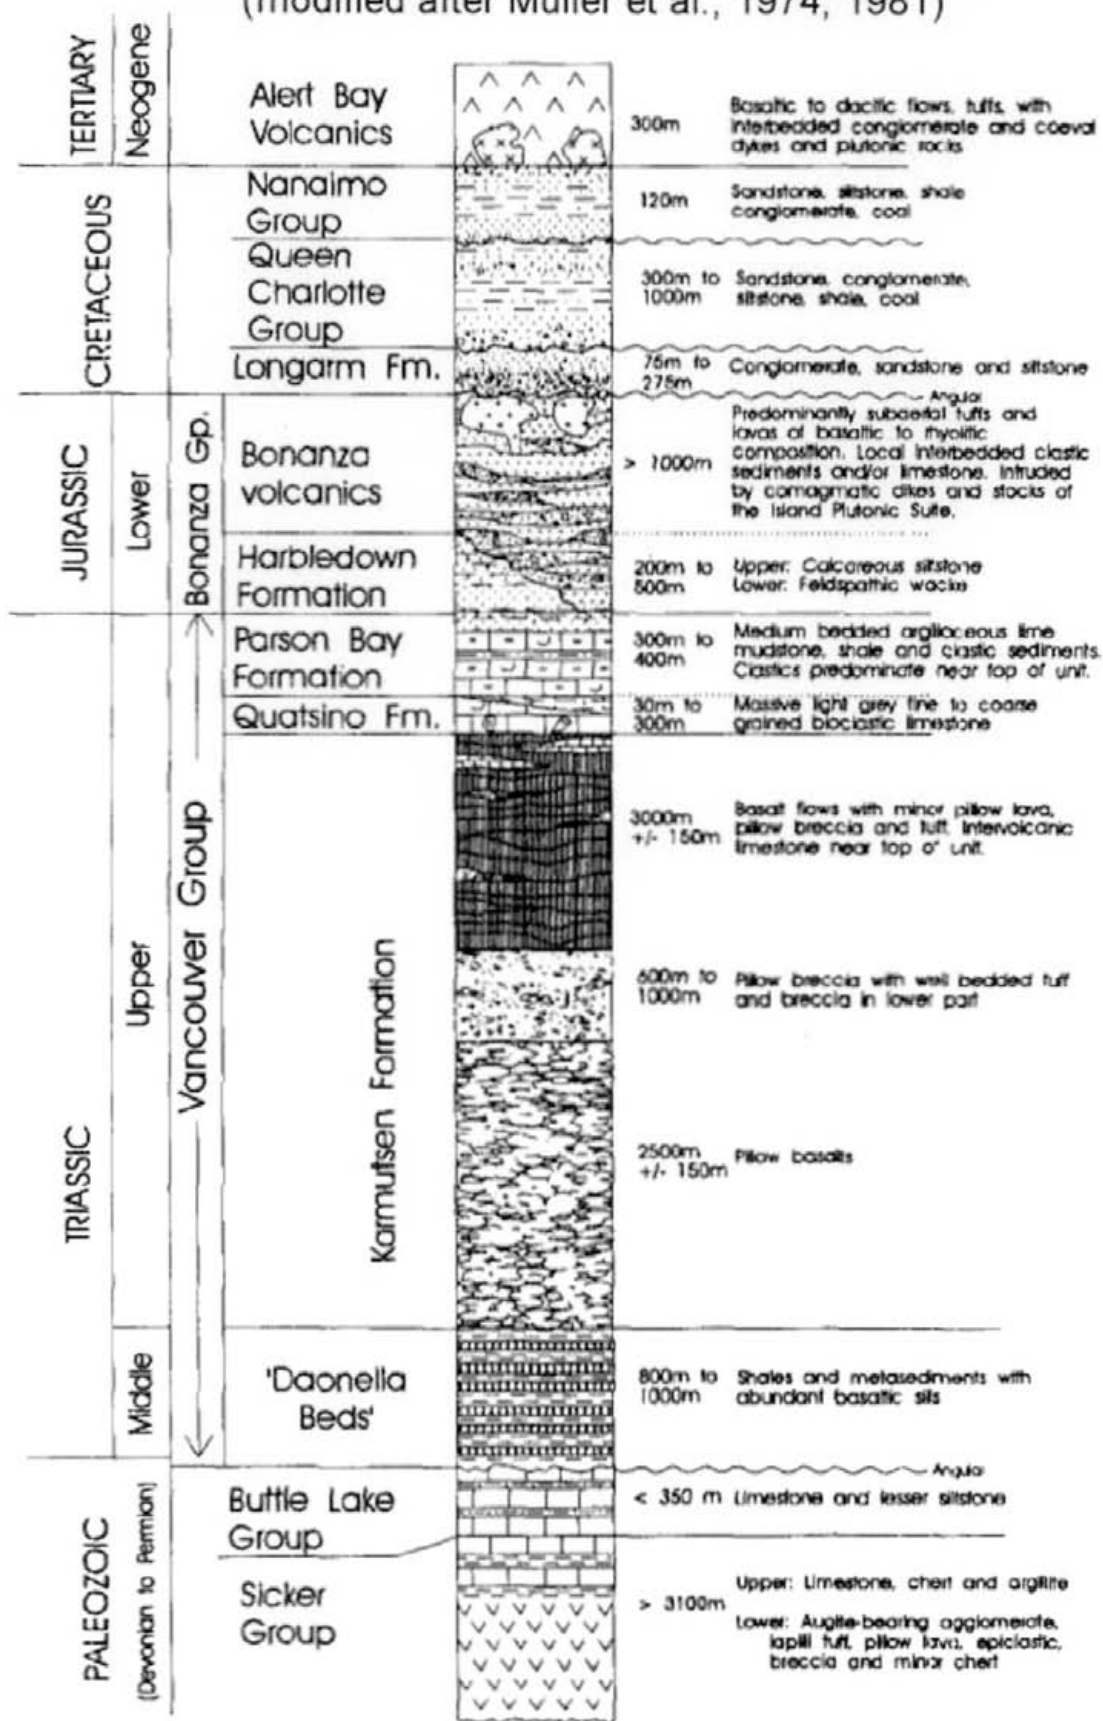 (modified after Muller et al., 1974, 1981)
TERTIARY
Neogene
Alert Bay
Volcanics
300m
Basaltic to dacitic flows, tuffs, with
interbedded conglomerate and coeval
dykes and plutonic rocks
CRETACEOUS
Nanaimo
Group
120m
Sandstone, siltstone, shale
conglomerate, coal
Queen
Charlotte
Group
300m to
1000m
Sandstone, conglomerate,
siltstone, shale, coal
Longarm Fm.
75m to
275m
Conglomerate, sandstone and siltstone
Angular
JURASSIC
Lower
Bonanza Gp.
Bonanza
volcanics
> 1000m
Predominantly subaerial tuffs and
lavas of basaltic to rhyolitic
composition. Local interbedded clastic
sediments and/or limestone. Intruded
by comagmatic dikes and stocks of
the Island Plutonic Suite.
Harbledown
Formation
200m to
500m
Upper: Calcareous siltstone
Lower: Feldspathic wacke
TRIASSIC
Upper
Vancouver Group
Parson Bay
Formation
300m to
400m
Medium bedded argillaceous lime
mudstone, shale and clastic sediments.
Clastics predominate near top of unit.
Quatsino Fm.
30m to
300m
Massive light grey fine to coarse
grained bioclastic limestone
Karmutsen Formation
3000m
+/- 150m
Basalt flows with minor pillow lava,
pillow breccia and tuff. Intervolcanic
limestone near top of unit.
600m to
1000m
Pillow breccia with well bedded tuff
and breccia in lower part
2500m
+/- 150m
Pillow basalts
Middle
'Daonella
Beds'
800m to
1000m
Shales and metasediments with
abundant basaltic sills
Angular
PALEOZOIC
(Devonian to Permian)
Buttle Lake
Group
< 350 m
Limestone and lesser siltstone
Sicker
Group
> 3100m
Upper: Limestone, chert and argillite
Lower: Augite-bearing agglomerate,
lapilli tuff, pillow lava, epiclastic,
breccia and minor chert